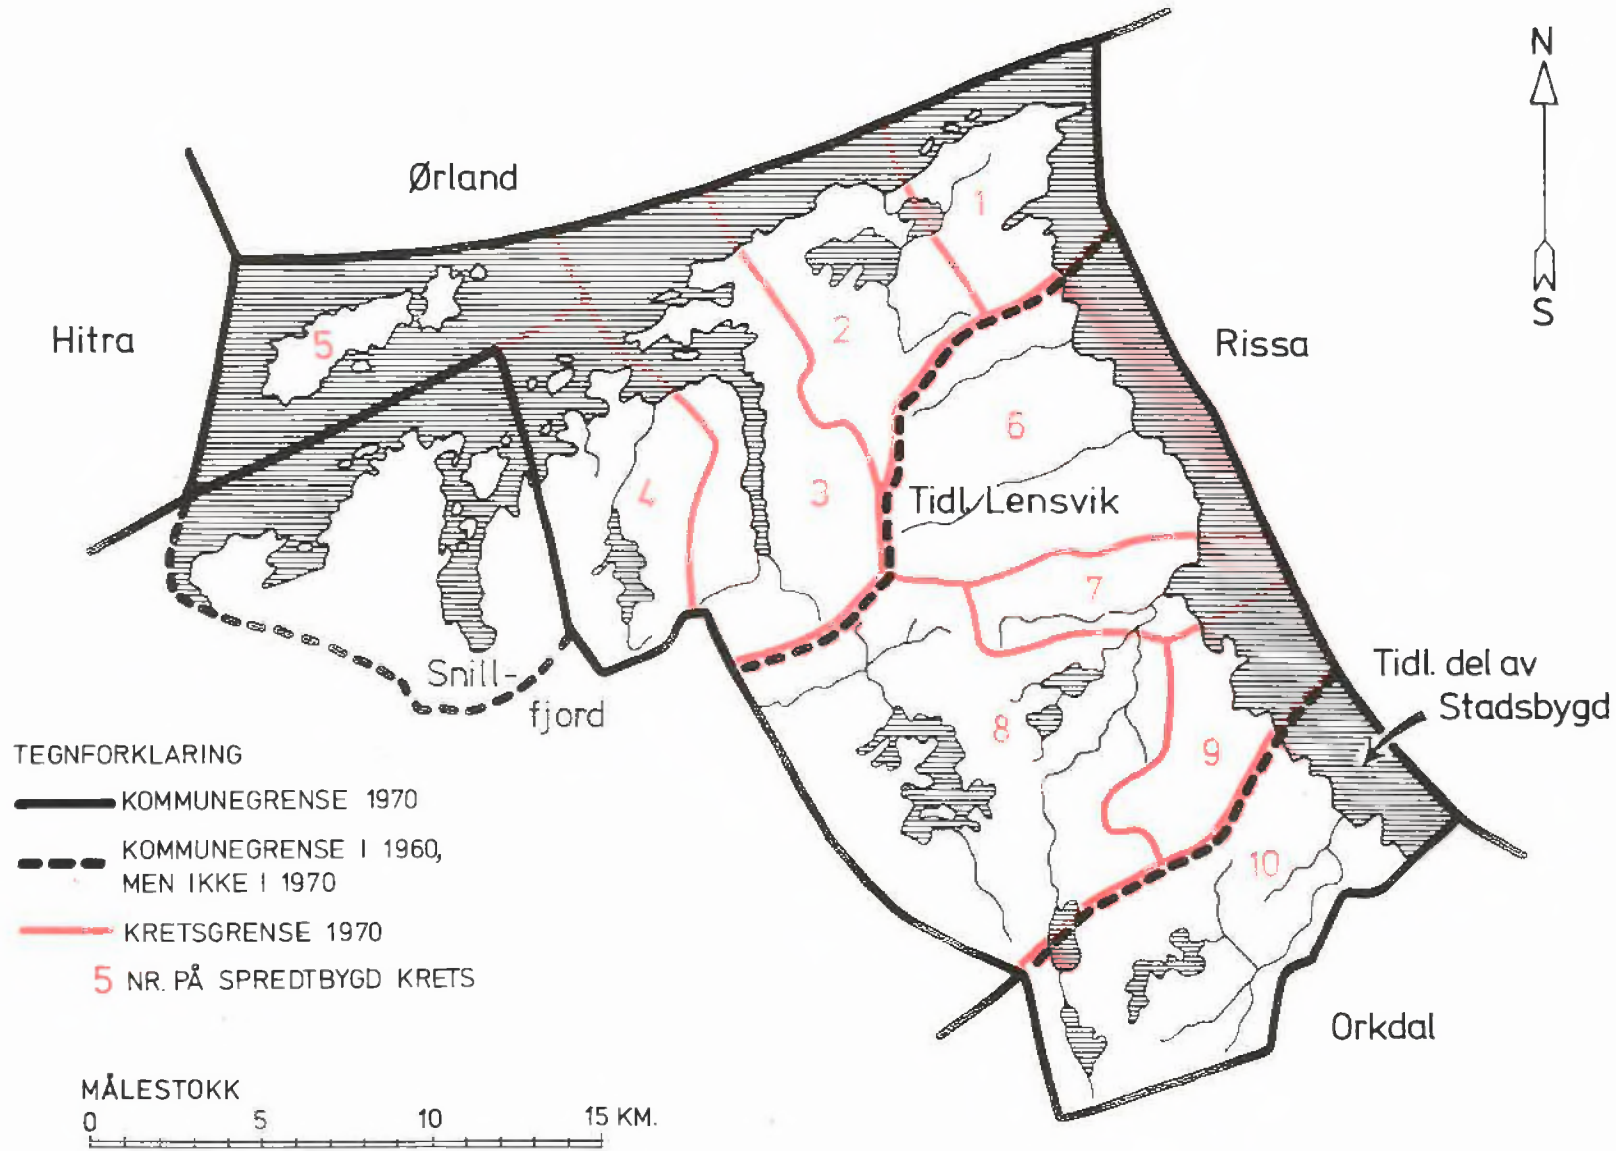 N
S
Ørland
Hitra
Rissa
1
2
5
6
4
3
Tidl. Lensvik
7
Snill-
fjord
8
9
10
Tidl. del av
Stadsbygd
Orkdal
TEGNFORKLARING
KOMMUNEGRENSE 1970
KOMMUNEGRENSE I 1960,
MEN IKKE I 1970
KRETSGRENSE 1970
5 NR. PÅ SPREDTBYGD KRETS
MÅLESTOKK
0 5 10 15 KM.